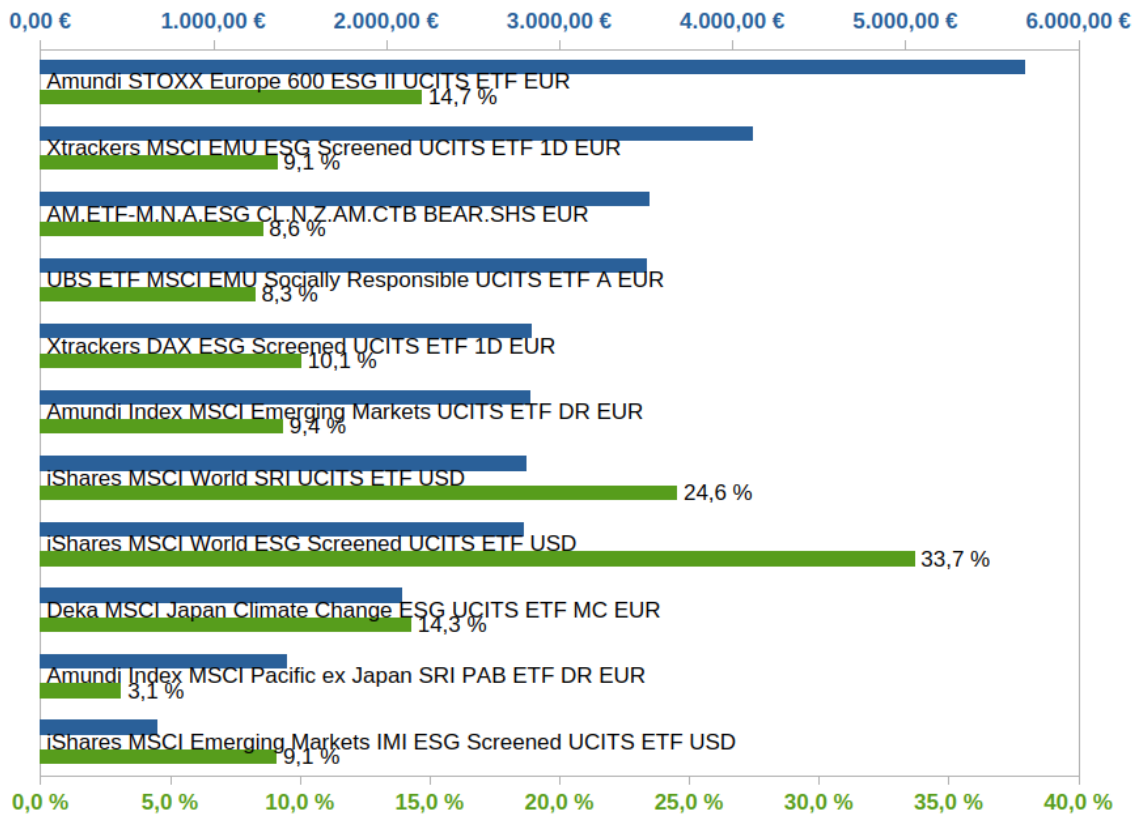 0,00 € 1.000,00 € 2.000,00 € 3.000,00 € 4.000,00 € 5.000,00 € 6.000,00 €
Amundi STOXX Europe 600 ESG II UCITS ETF EUR
14,7 %
Xtrackers MSCI EMU ESG Screened UCITS ETF 1D EUR
9,1 %
AM.ETF-M.N.A.ESG CL.N.Z.AM.CTB BEAR.SHS EUR
8,6 %
UBS ETF MSCI EMU Socially Responsible UCITS ETF A EUR
8,3 %
Xtrackers DAX ESG Screened UCITS ETF 1D EUR
10,1 %
Amundi Index MSCI Emerging Markets UCITS ETF DR EUR
9,4 %
iShares MSCI World SRI UCITS ETF USD
24,6 %
iShares MSCI World ESG Screened UCITS ETF USD
33,7 %
Deka MSCI Japan Climate Change ESG UCITS ETF MC EUR
14,3 %
Amundi Index MSCI Pacific ex Japan SRI PAB ETF DR EUR
3,1 %
iShares MSCI Emerging Markets IMI ESG Screened UCITS ETF USD
9,1 %
0,0 % 5,0 % 10,0 % 15,0 % 20,0 % 25,0 % 30,0 % 35,0 % 40,0 %